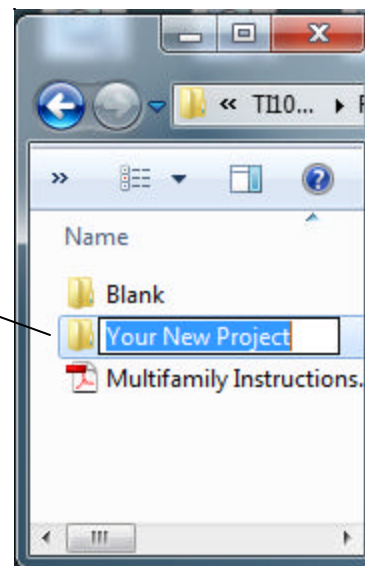 « TI10... ▸ F
»
Name
Blank
Your New Project
Multifamily Instructions.